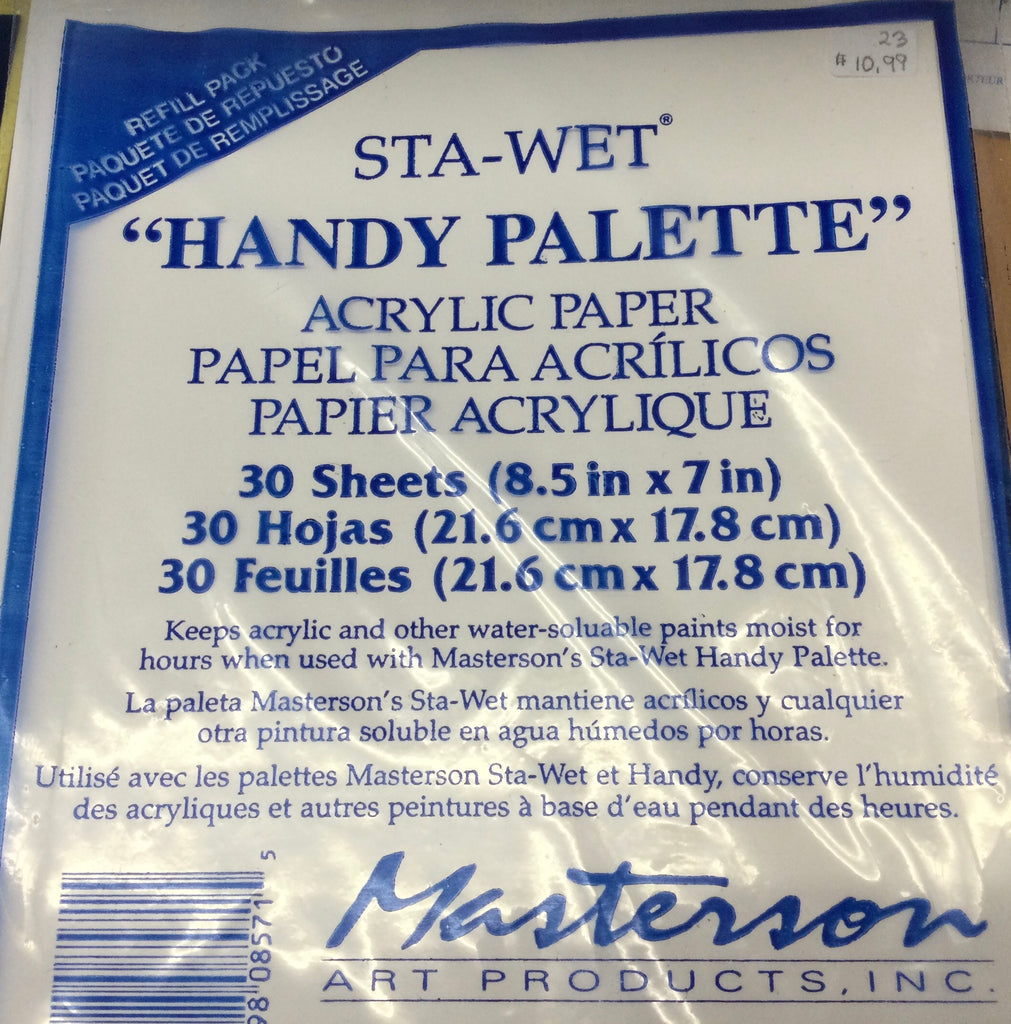 23
# 10,99
REFILL PACK
PAQUETE DE REPUESTO
PAQUET DE REMPLISSAGE
STA-WET®
“HANDY PALETTE”
ACRYLIC PAPER
PAPEL PARA ACRÍLICOS
PAPIER ACRYLIQUE
30 Sheets (8.5 in x 7 in)
30 Hojas (21.6 cm x 17.8 cm)
30 Feuilles (21.6 cm x 17.8 cm)
Keeps acrylic and other water-soluable paints moist for
hours when used with Masterson's Sta-Wet Handy Palette.
La paleta Masterson's Sta-Wet mantiene acrílicos y cualquier
otra pintura soluble en agua húmedos por horas.
Utilisé avec les palettes Masterson Sta-Wet et Handy, conserve l'humidité
des acryliques et autres peintures à base d'eau pendant des heures.
Masterson
ART PRODUCTS, INC.
98 08571 5